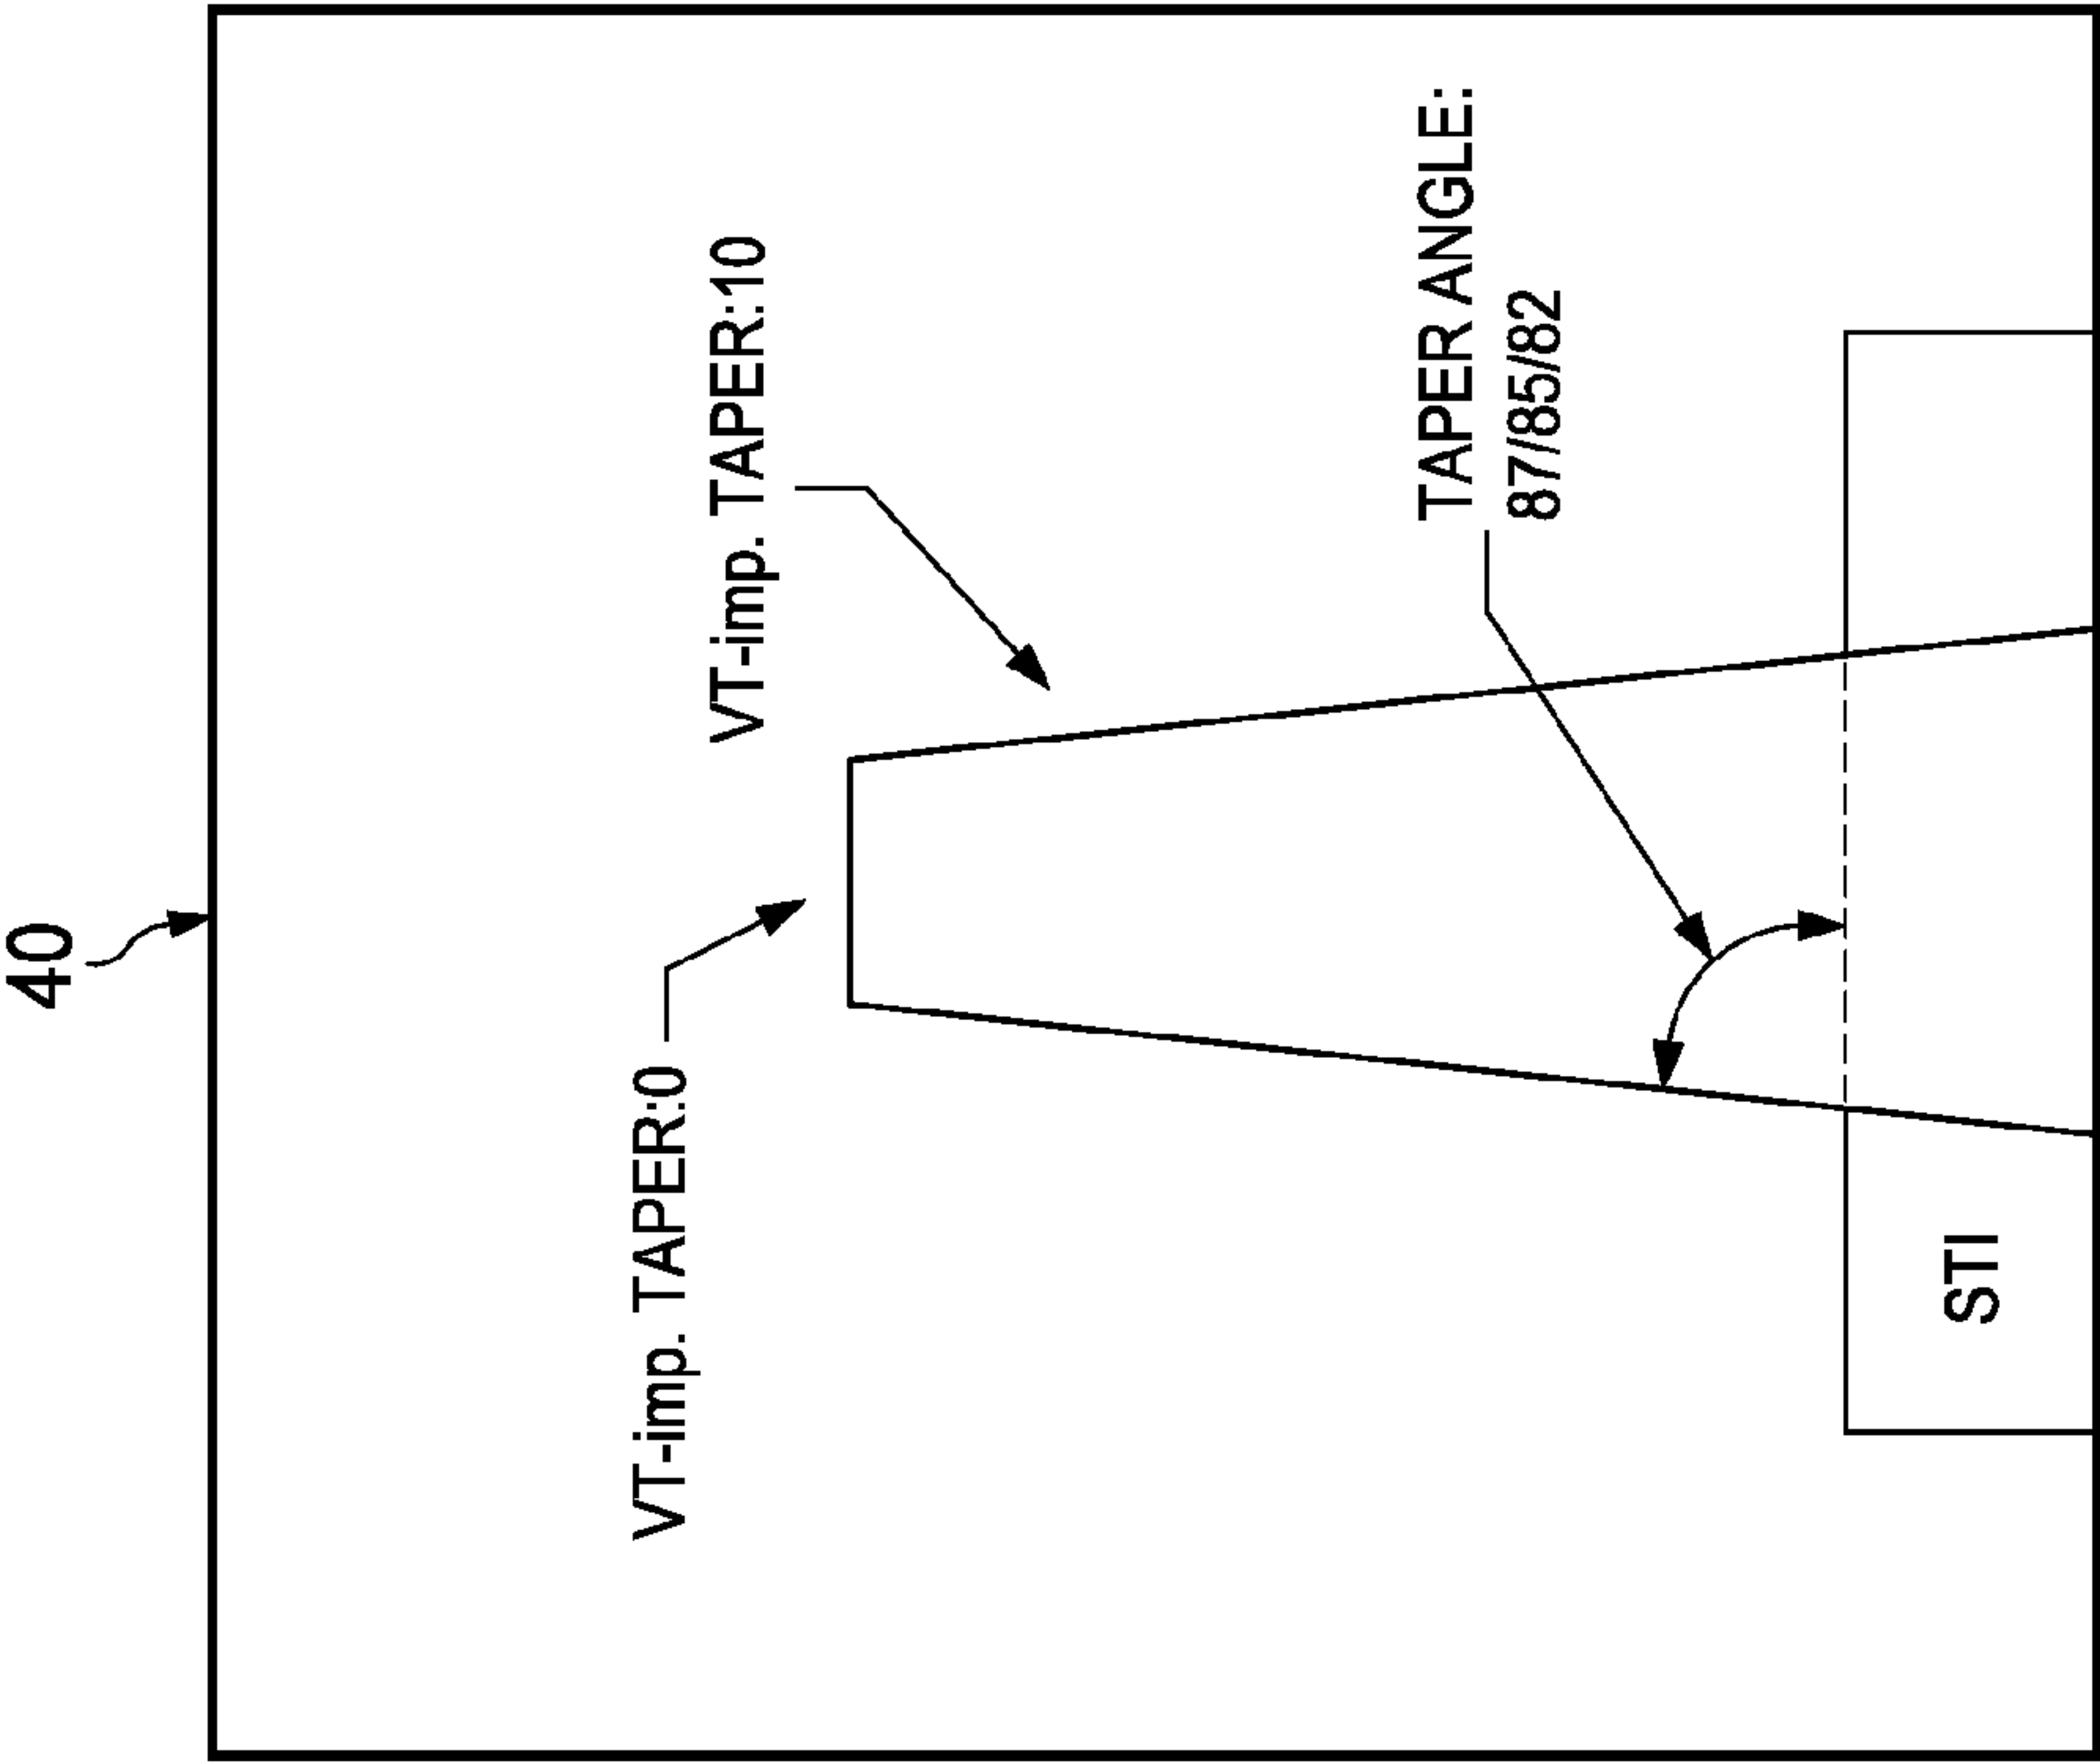 40
VT-imp. TAPER:0
VT-imp. TAPER:10
TAPER ANGLE:
87/85/82
STI